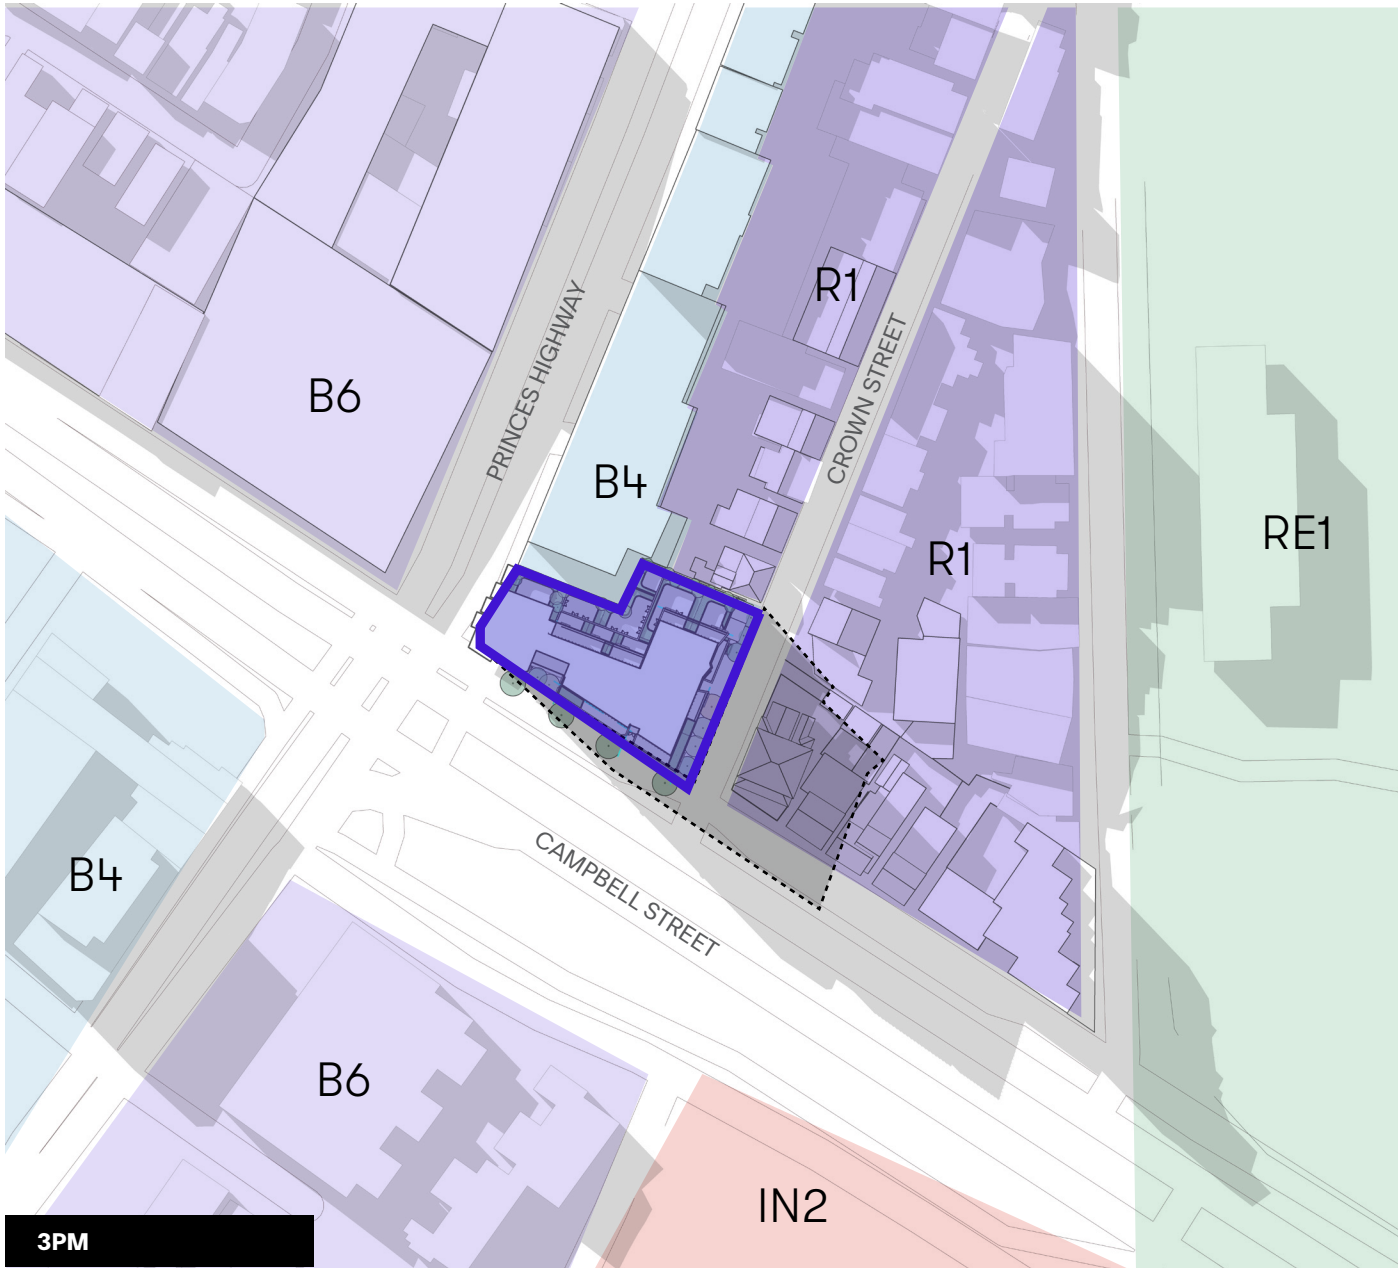 R1
PRINCES HIGHWAY
CROWN STREET
B6
B4
RE1
R1
CAMPBELL STREET
B4
B6
IN2
3PM